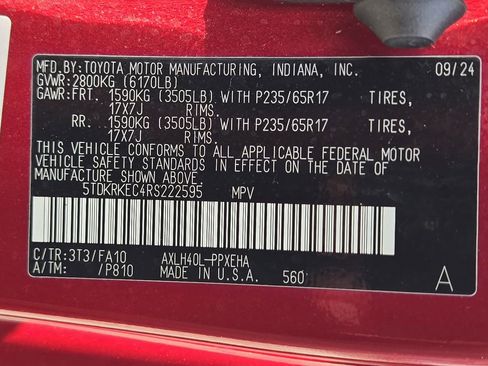 MFD. BY: TOYOTA MOTOR MANUFACTURING, INDIANA, INC. 09/24
GVWR: 2800KG (6170LB)
GAWR: FRT. 1590KG (3505LB) WITH P235/65R17 TIRES,
17X7J RIMS.
RR. 1590KG (3505LB) WITH P235/65R17 TIRES,
17X7J RIMS.
THIS VEHICLE CONFORMS TO ALL APPLICABLE FEDERAL MOTOR
VEHICLE SAFETY STANDARDS IN EFFECT ON THE DATE OF
MANUFACTURE SHOWN ABOVE.
5TDKRKEC4RS222595 MPV
C/TR: 3T3/FA10 AXLH40L-PPXEHA
A/TM: /P810 MADE IN U.S.A. 560 A